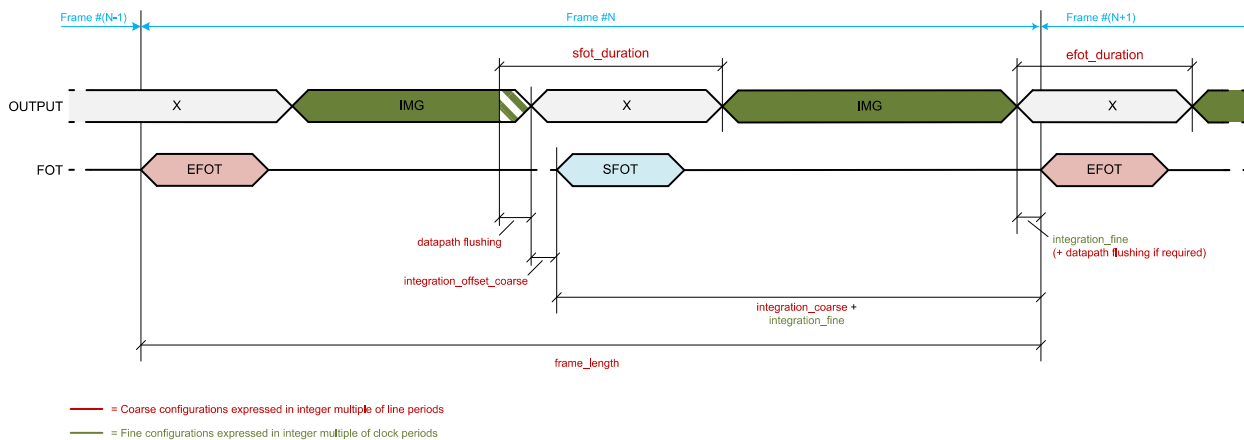 Frame #(N-1)
Frame #N
Frame #(N+1)
sfot_duration
efot_duration
OUTPUT
X
IMG
X
IMG
X
FOT
EFOT
SFOT
EFOT
datapath flushing
integration_fine
(+ datapath flushing if required)
integration_offset_coarse
integration_coarse +
integration_fine
frame_length
= Coarse configurations expressed in integer multiple of line periods
= Fine configurations expressed in integer multiple of clock periods